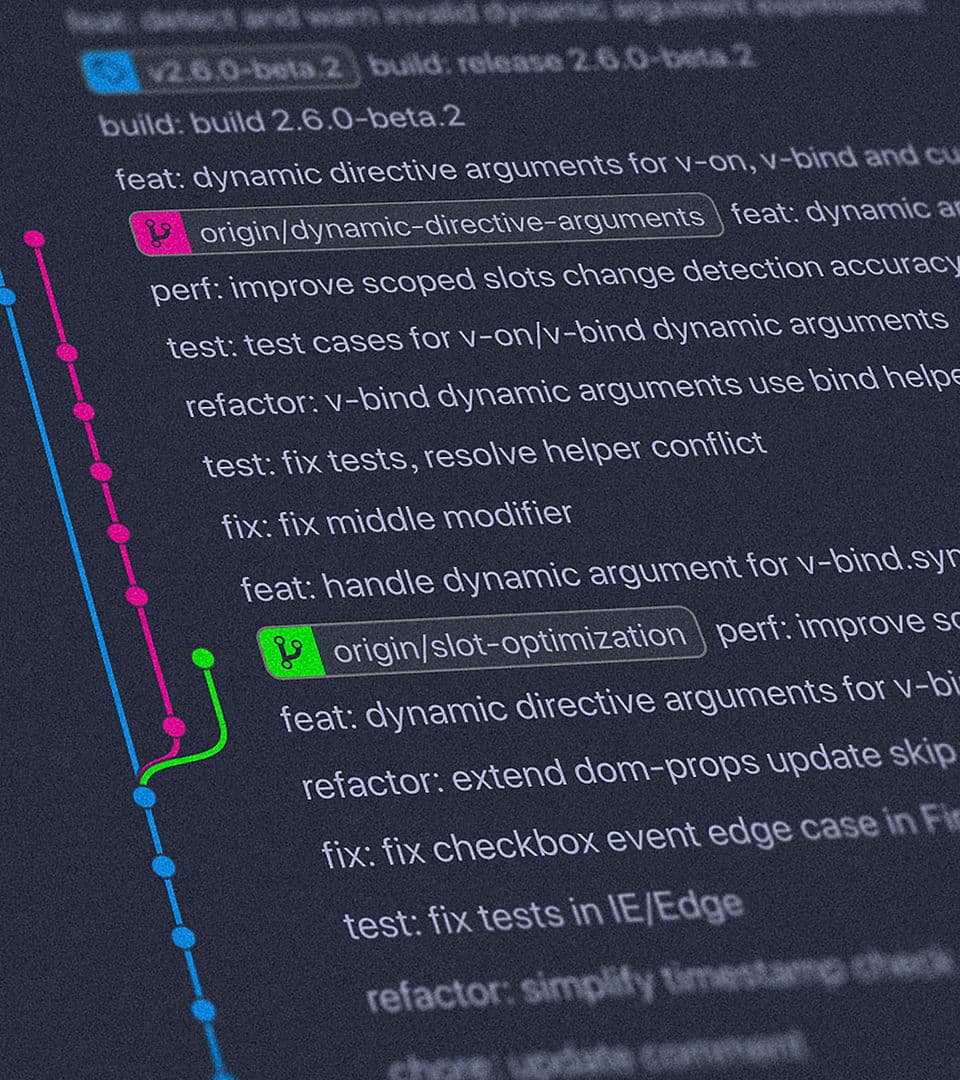 feat: detect and warn invalid dynamic argument expressions
v2.6.0-beta.2 build: release 2.6.0-beta.2
build: build 2.6.0-beta.2
feat: dynamic directive arguments for v-on, v-bind and cu
origin/dynamic-directive-arguments feat: dynamic ar
perf: improve scoped slots change detection accuracy
test: test cases for v-on/v-bind dynamic arguments
refactor: v-bind dynamic arguments use bind helpe
test: fix tests, resolve helper conflict
fix: fix middle modifier
feat: handle dynamic argument for v-bind.syn
origin/slot-optimization perf: improve sc
feat: dynamic directive arguments for v-bi
refactor: extend dom-props update skip
fix: fix checkbox event edge case in Fir
test: fix tests in IE/Edge
refactor: simplify timestamp check
chore: update comment